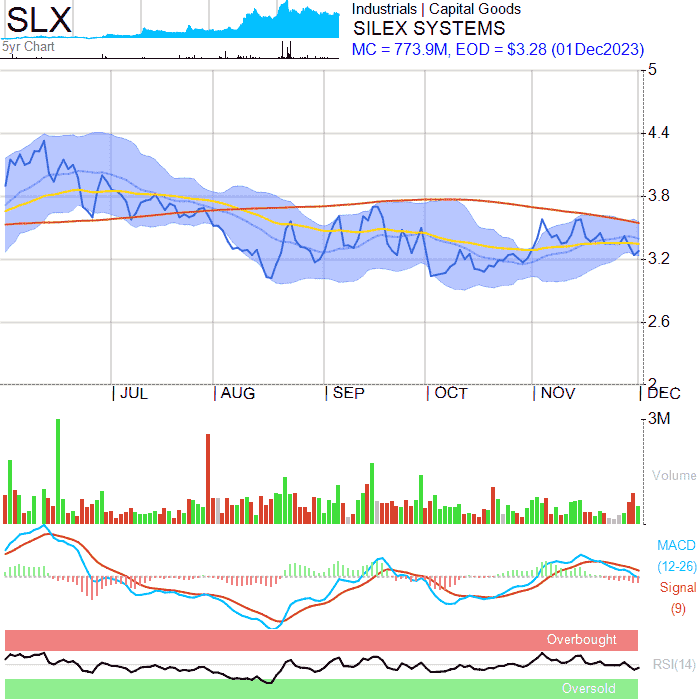 SLX
5yr Chart
Industrials | Capital Goods
SILEX SYSTEMS
MC = 773.9M, EOD = $3.28 (01Dec2023)
5
4.4
3.8
3.2
2.6
2
JUL AUG SEP OCT NOV DEC
3M
Volume
MACD
(12-26)
Signal
(9)
Overbought
RSI(14)
Oversold